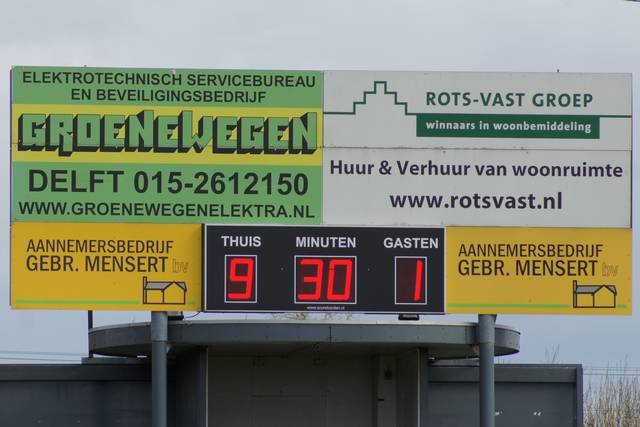 ELEKTROTECHNISCH SERVICEBUREAU
EN BEVEILIGINGSBEDRIJF
GROENEWEGEN
DELFT 015-2612150
WWW.GROENEWEGENELEKTRA.NL
ROTS-VAST GROEP
winnaars in woonbemiddeling
Huur & Verhuur van woonruimte
www.rotsvast.nl
AANNEMERSBEDRIJF
GEBR. MENSERT bv
THUIS MINUTEN GASTEN
9 30 1
AANNEMERSBEDRIJF
GEBR. MENSERT bv